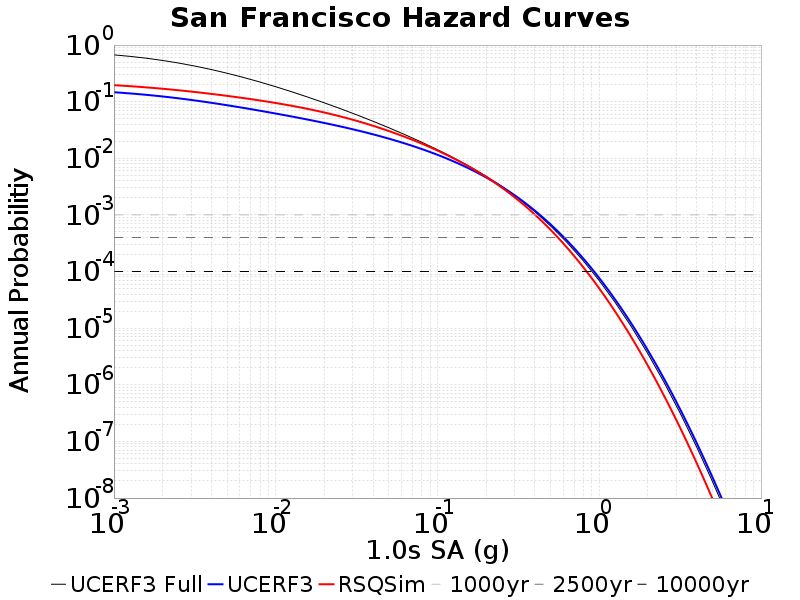 San Francisco Hazard Curves
Annual Probabilitiy
10^0
10^-1
10^-2
10^-3
10^-4
10^-5
10^-6
10^-7
10^-8
10^-3 10^-2 10^-1 10^0 10^1
1.0s SA (g)
UCERF3 Full UCERF3 RSQSim 1000yr 2500yr 10000yr